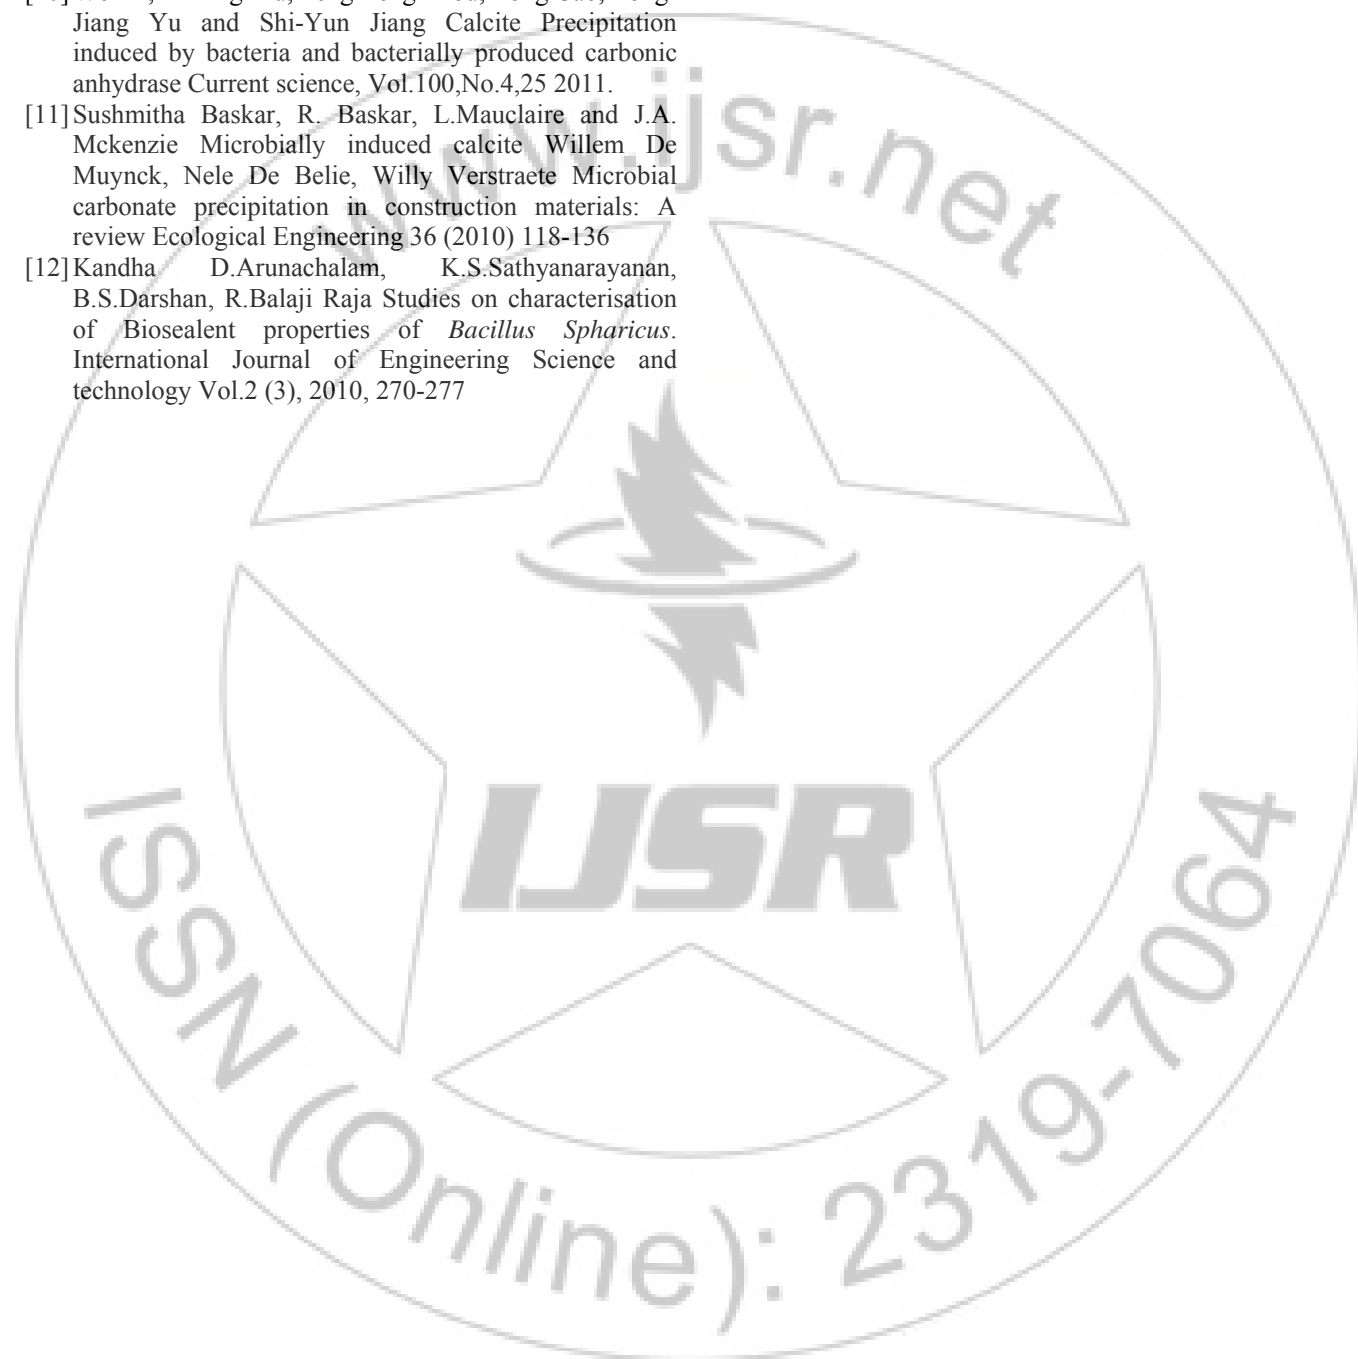 Jiang Yu and Shi-Yun Jiang Calcite Precipitation
induced by bacteria and bacterially produced carbonic
anhydrase Current science, Vol.100,No.4,25 2011.
[11] Sushmitha Baskar, R. Baskar, L.Mauclaire and J.A.
Mckenzie Microbially induced calcite Willem De
Muynck, Nele De Belie, Willy Verstraete Microbial
carbonate precipitation in construction materials: A
review Ecological Engineering 36 (2010) 118-136
[12] Kandha D.Arunachalam, K.S.Sathyanarayanan,
B.S.Darshan, R.Balaji Raja Studies on characterisation
of Biosealent properties of Bacillus Spharicus.
International Journal of Engineering Science and
technology Vol.2 (3), 2010, 270-277
www.ijsr.net
IJSR
ISSN (Online): 2319-7064